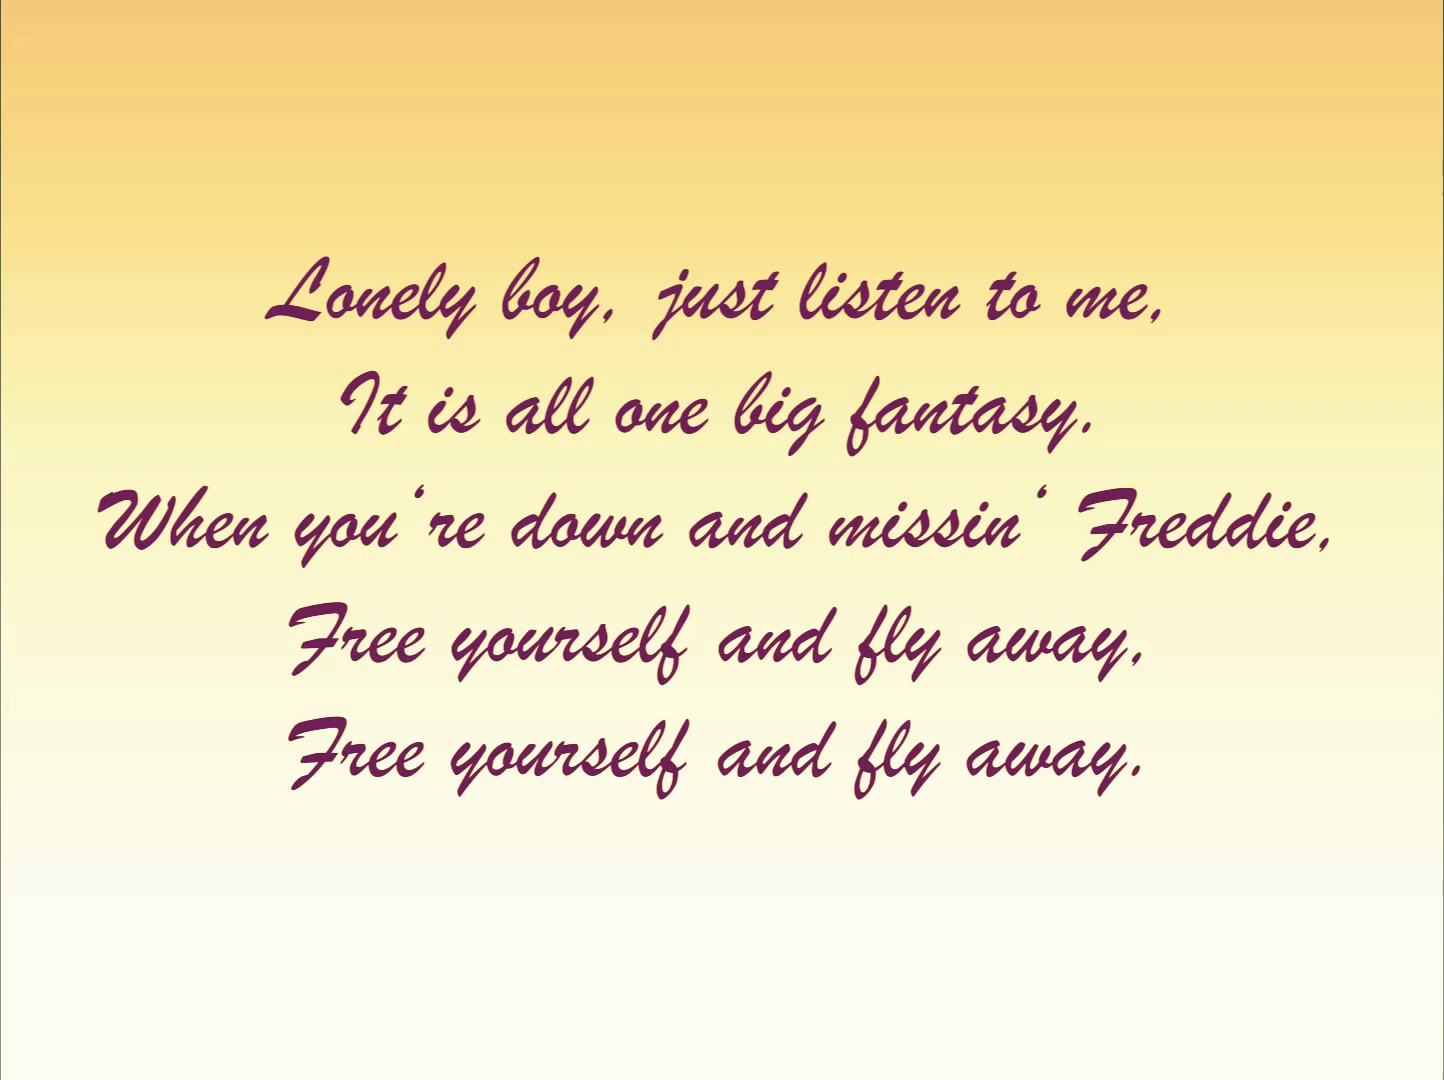 Lonely boy, just listen to me,
It is all one big fantasy.
When you‘re down and missin‘ Freddie,
Free yourself and fly away,
Free yourself and fly away.